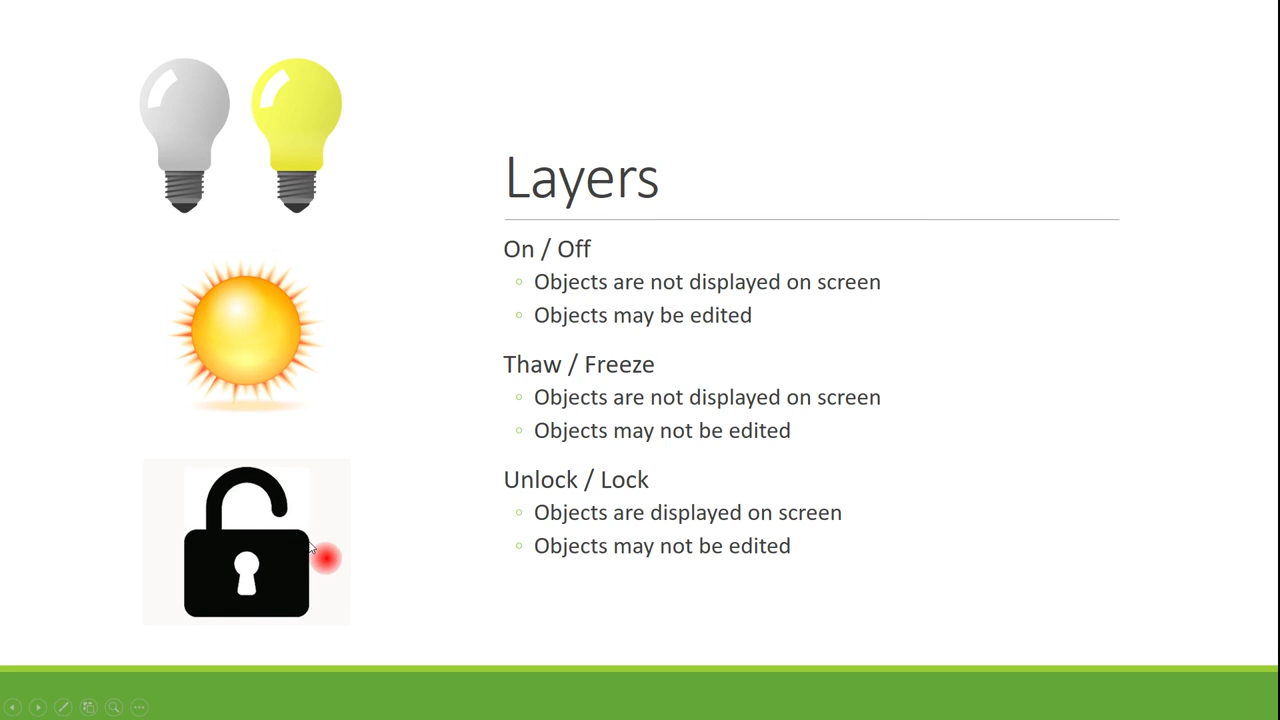 Layers
On / Off
Objects are not displayed on screen
Objects may be edited
Thaw / Freeze
Objects are not displayed on screen
Objects may not be edited
Unlock / Lock
Objects are displayed on screen
Objects may not be edited